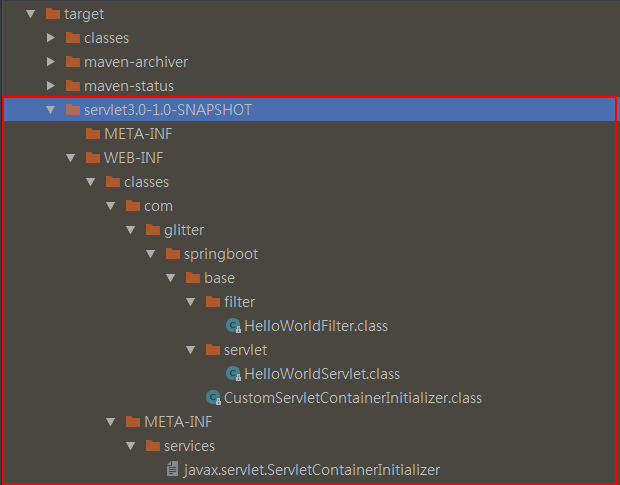 target
classes
maven-archiver
maven-status
servlet3.0-1.0-SNAPSHOT
META-INF
WEB-INF
classes
com
glitter
springboot
base
filter
HelloWorldFilter.class
servlet
HelloWorldServlet.class
CustomServletContainerInitializer.class
META-INF
services
javax.servlet.ServletContainerInitializer